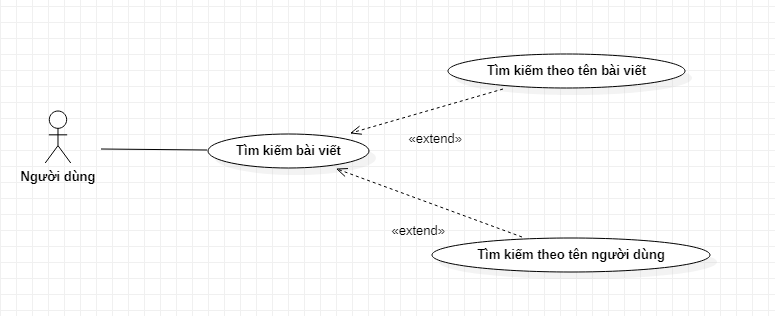 Tìm kiếm theo tên bài viết
«extend»
Tìm kiếm bài viết
Người dùng
«extend»
Tìm kiếm theo tên người dùng